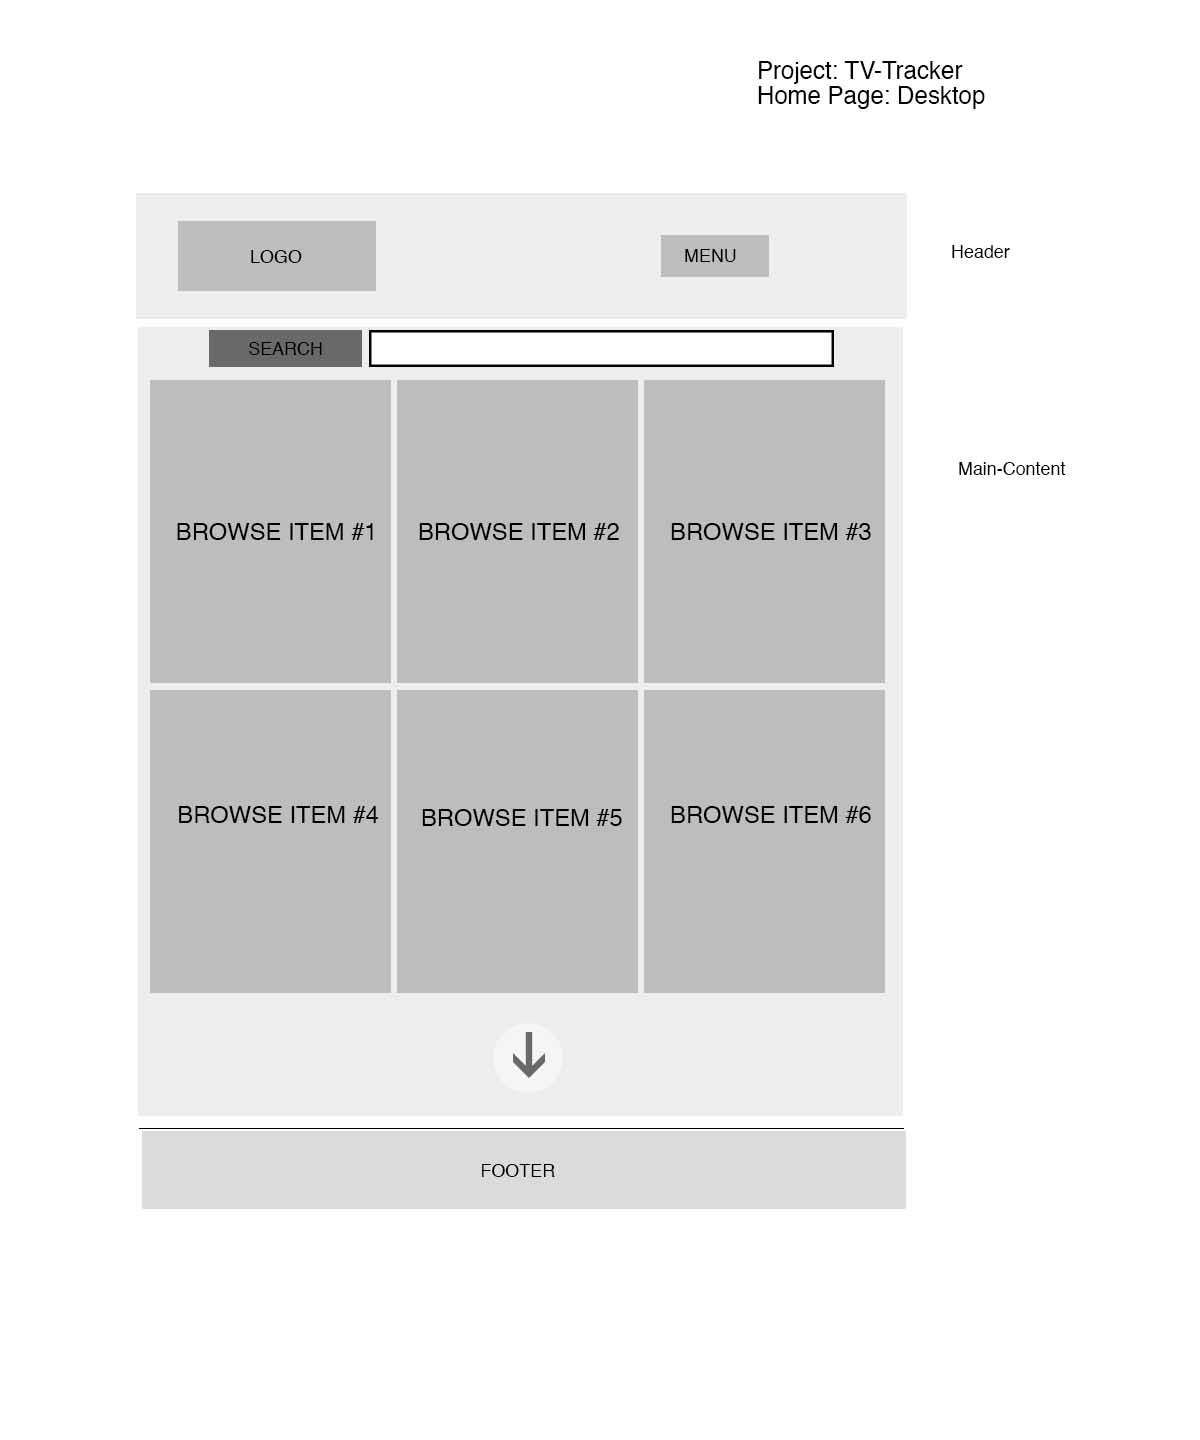 Project: TV-Tracker
Home Page: Desktop
LOGO
MENU
Header
SEARCH
Main-Content
BROWSE ITEM #1
BROWSE ITEM #2
BROWSE ITEM #3
BROWSE ITEM #4
BROWSE ITEM #5
BROWSE ITEM #6
FOOTER